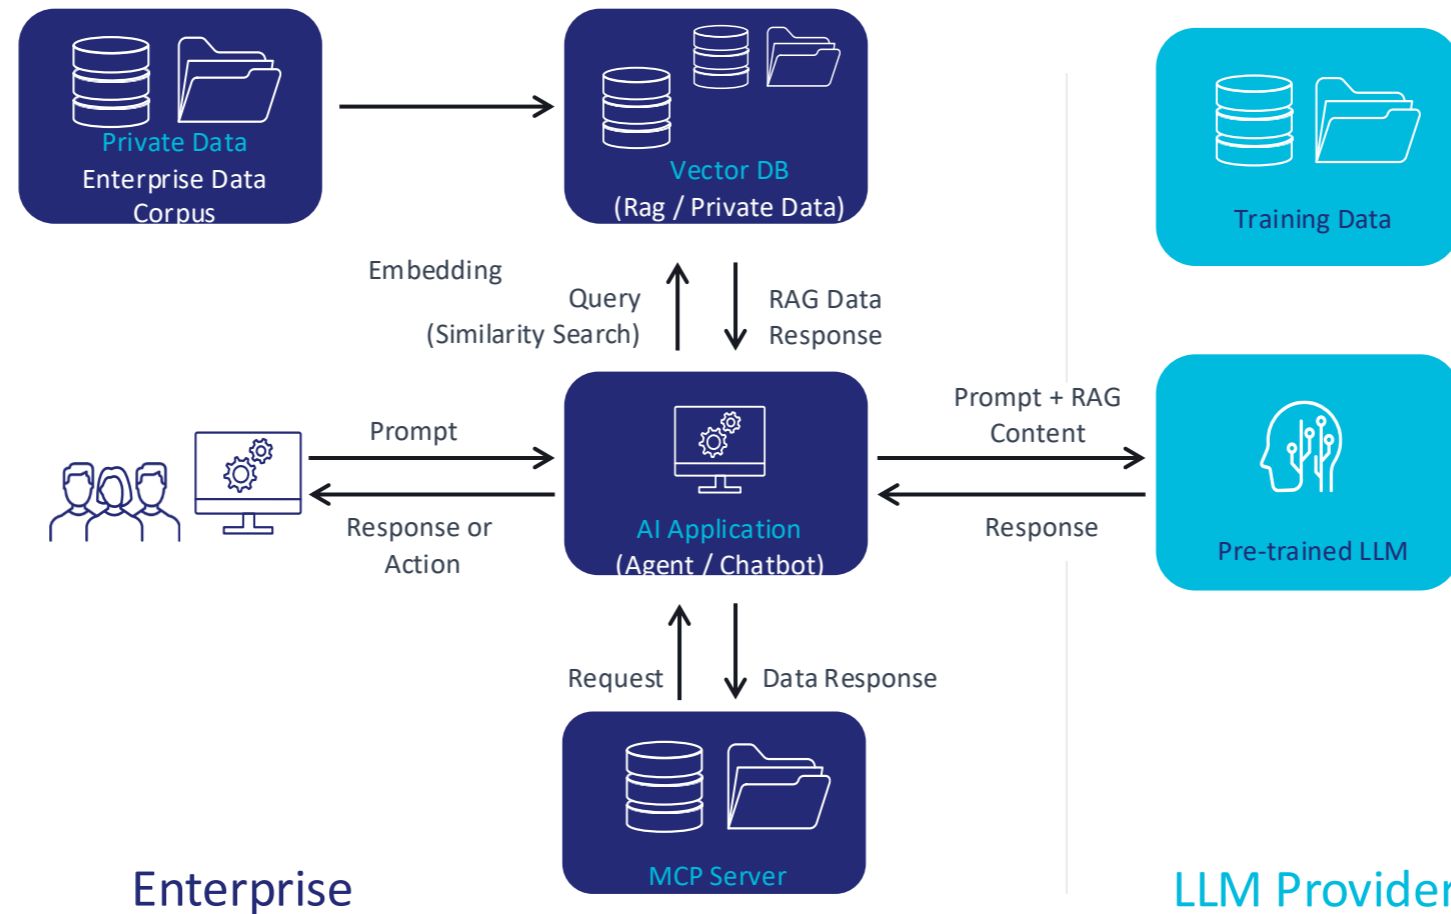 Private Data
Enterprise Data
Corpus
Vector DB
(Rag / Private Data)
Training Data
Embedding
Query
(Similarity Search)
RAG Data
Response
Prompt
Response or
Action
AI Application
(Agent / Chatbot)
Prompt + RAG
Content
Response
Pre-trained LLM
Request
Data Response
MCP Server
Enterprise
LLM Provider